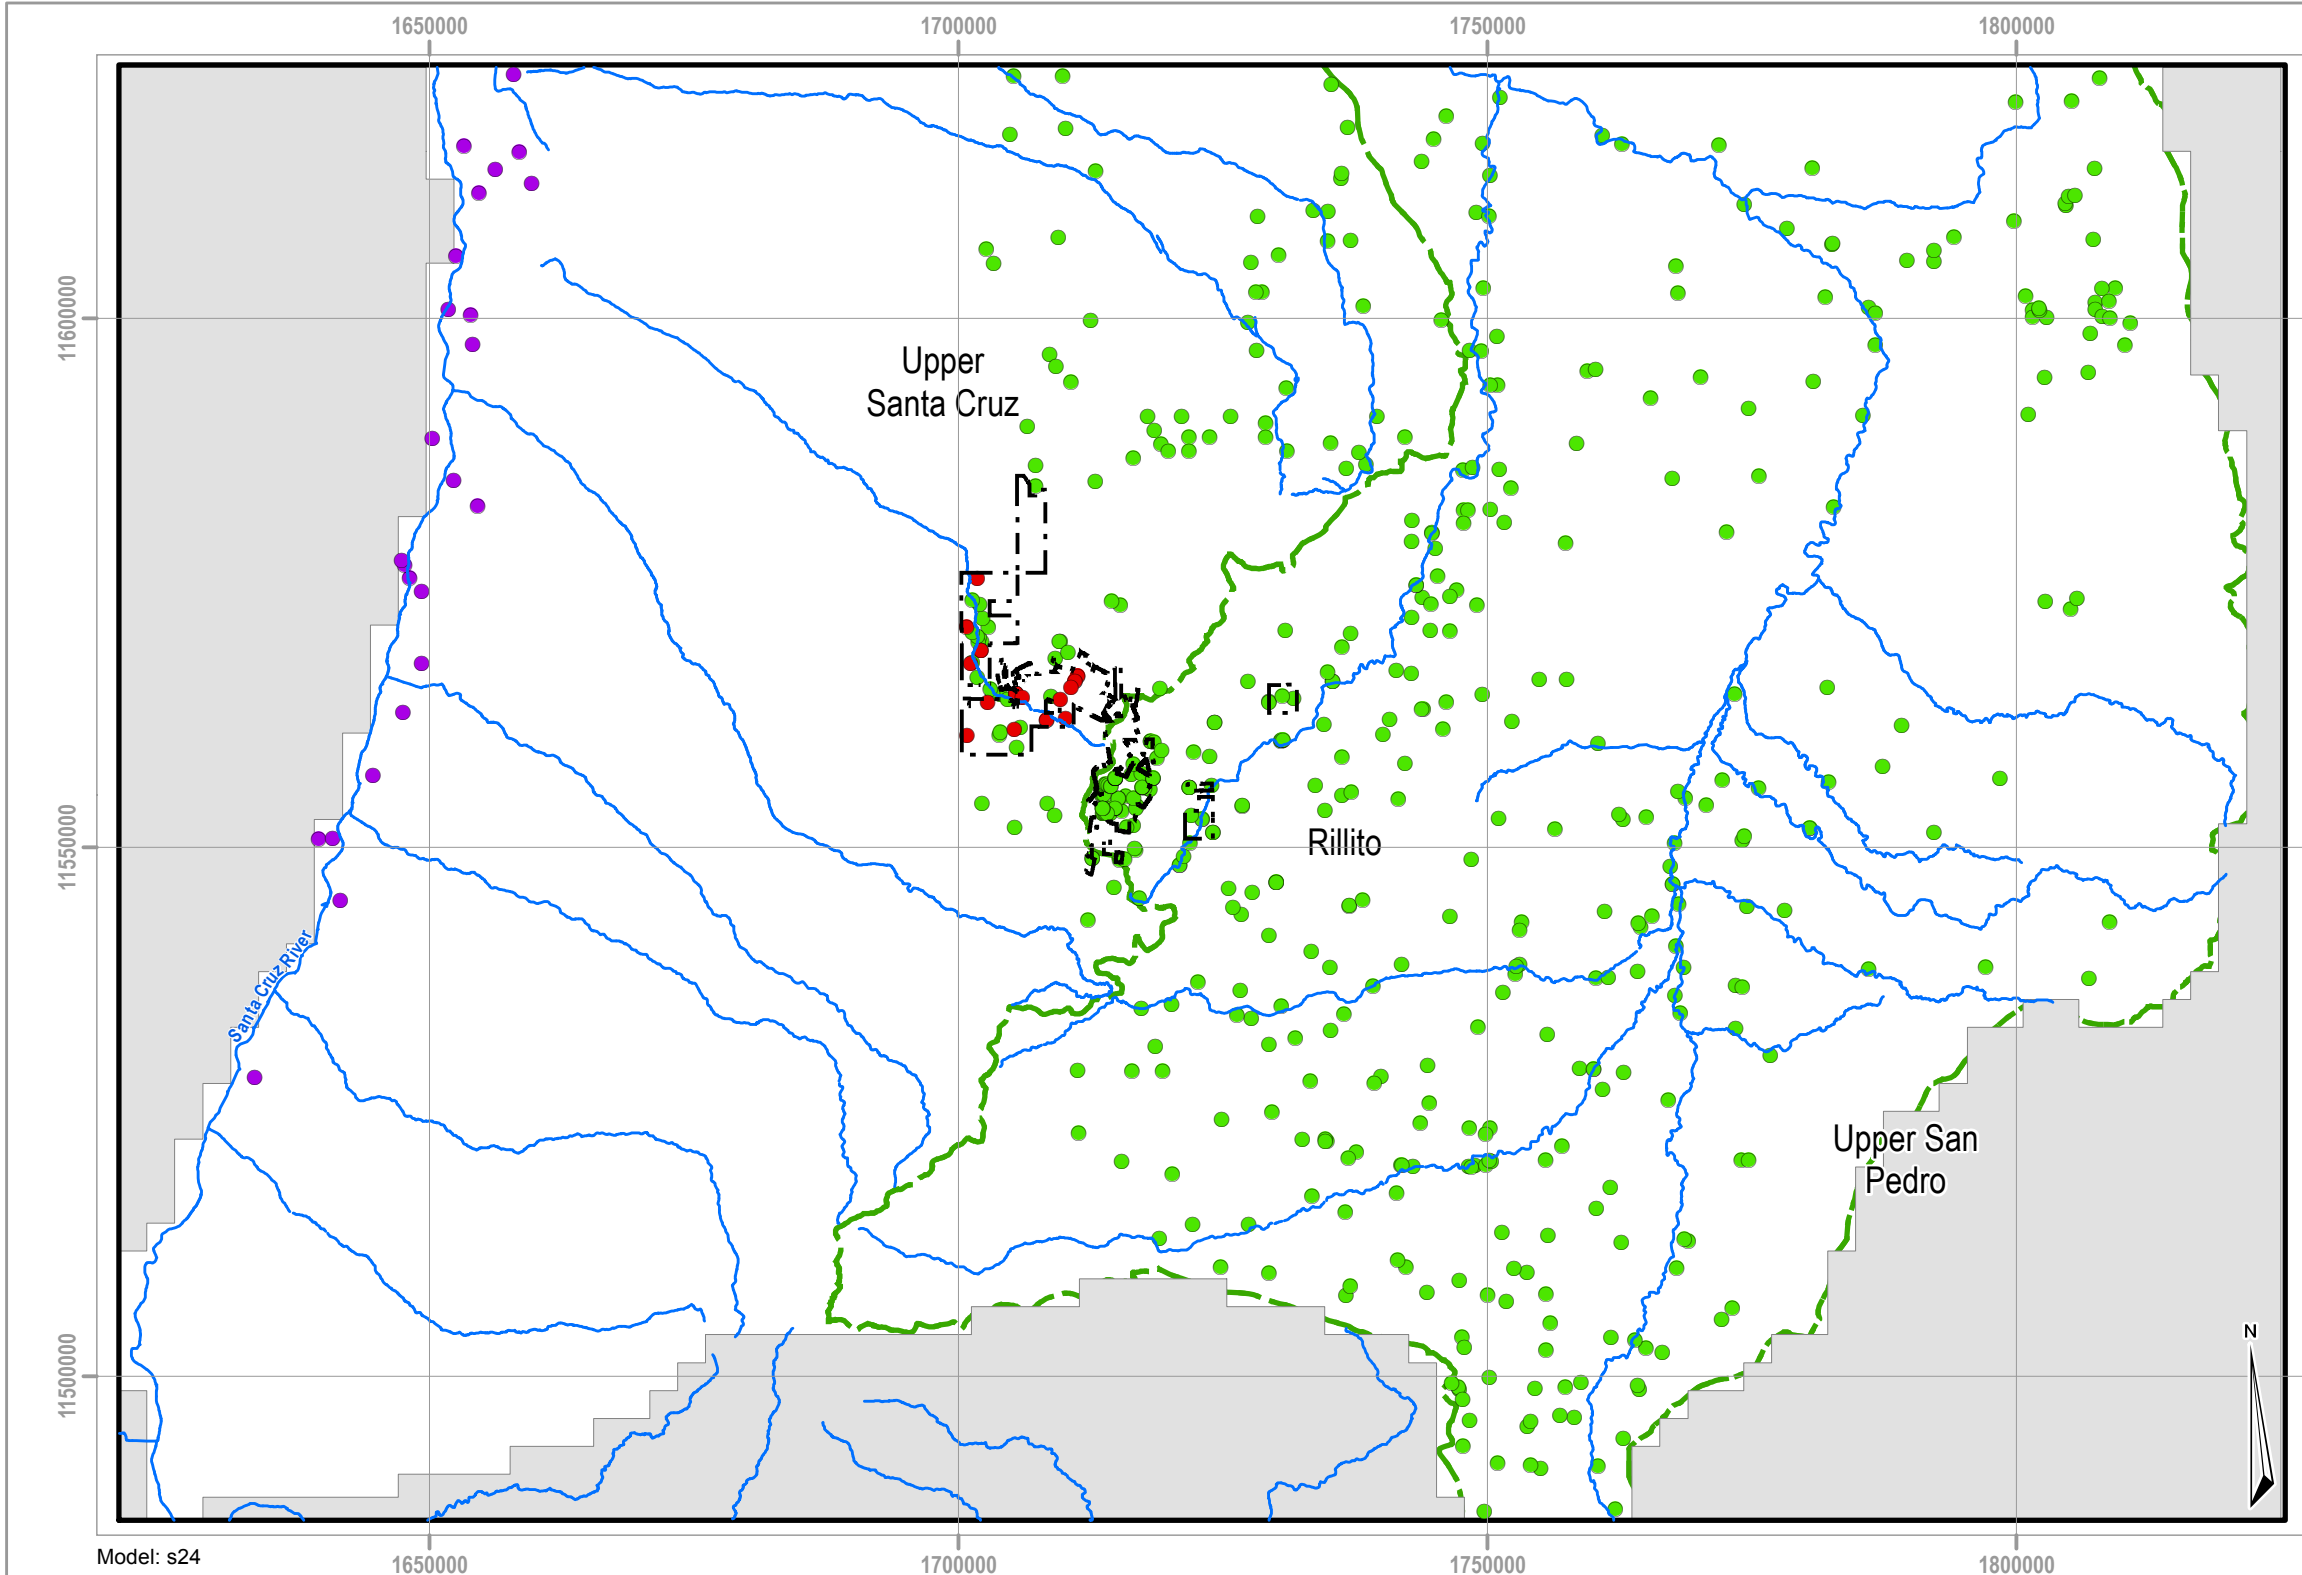 1650000
1700000
1750000
1800000
11600000
Upper
Santa Cruz
11550000
Rillito
Santa Cruz River
Upper San
Pedro
N
11500000
Model: s24
1650000
1700000
1750000
1800000